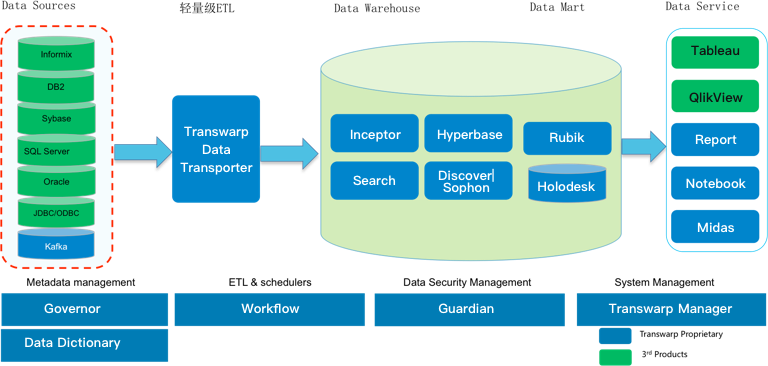 Data Sources
轻量级ETL
Data Warehouse
Data Mart
Data Service
Informix
DB2
Sybase
SQL Server
Oracle
JDBC/ODBC
Kafka
Transwarp
Data
Transporter
Inceptor
Hyperbase
Search
Discover|
Sophon
Rubik
Holodesk
Tableau
QlikView
Report
Notebook
Midas
Metadata management
ETL & schedulers
Data Security Management
System Management
Governor
Workflow
Guardian
Transwarp Manager
Data Dictionary
Transwarp Proprietary
3rd Products